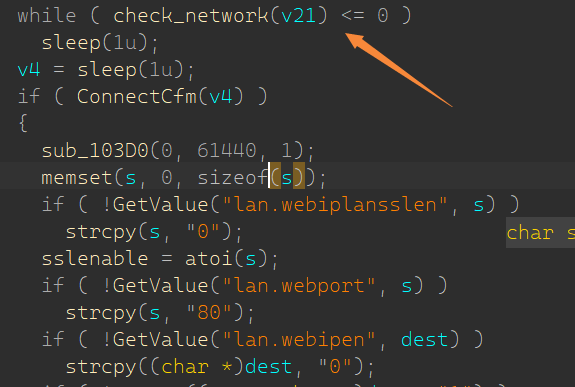 while ( check_network(v21) <= 0 )
sleep(1u);
v4 = sleep(1u);
if ( ConnectCfm(v4) )
{
sub_103D0(0, 61440, 1);
memset(s, 0, sizeof(s));
if ( !GetValue("lan.webiplansslen", s) )
strcpy(s, "0");
char s
sslenable = atoi(s);
if ( !GetValue("lan.webport", s) )
strcpy(s, "80");
if ( !GetValue("lan.webipen", dest) )
strcpy((char *)dest, "0");